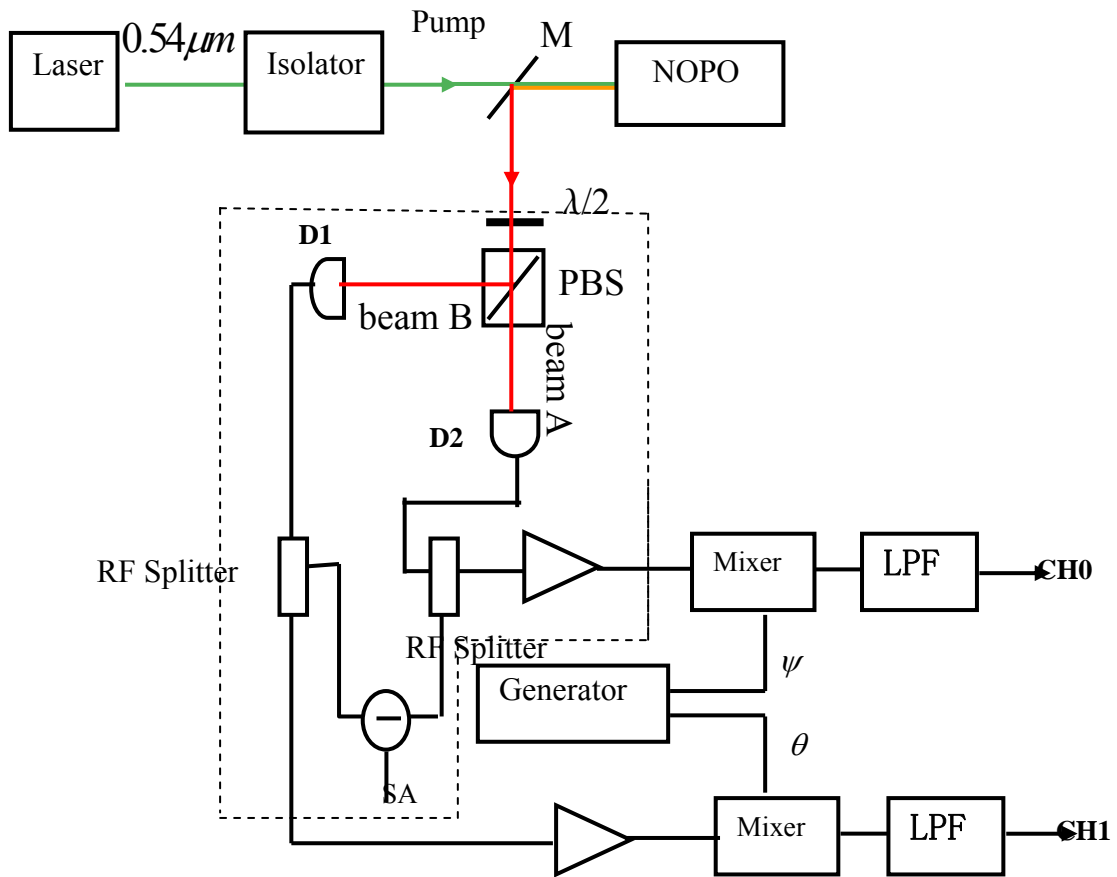 Pump
Laser
0.54μm
Isolator
M
NOPO
λ/2
D1
PBS
beam B
beam A
D2
RF Splitter
Mixer
LPF
CH0
RF Splitter
Generator
ψ
θ
SA
Mixer
LPF
CH1